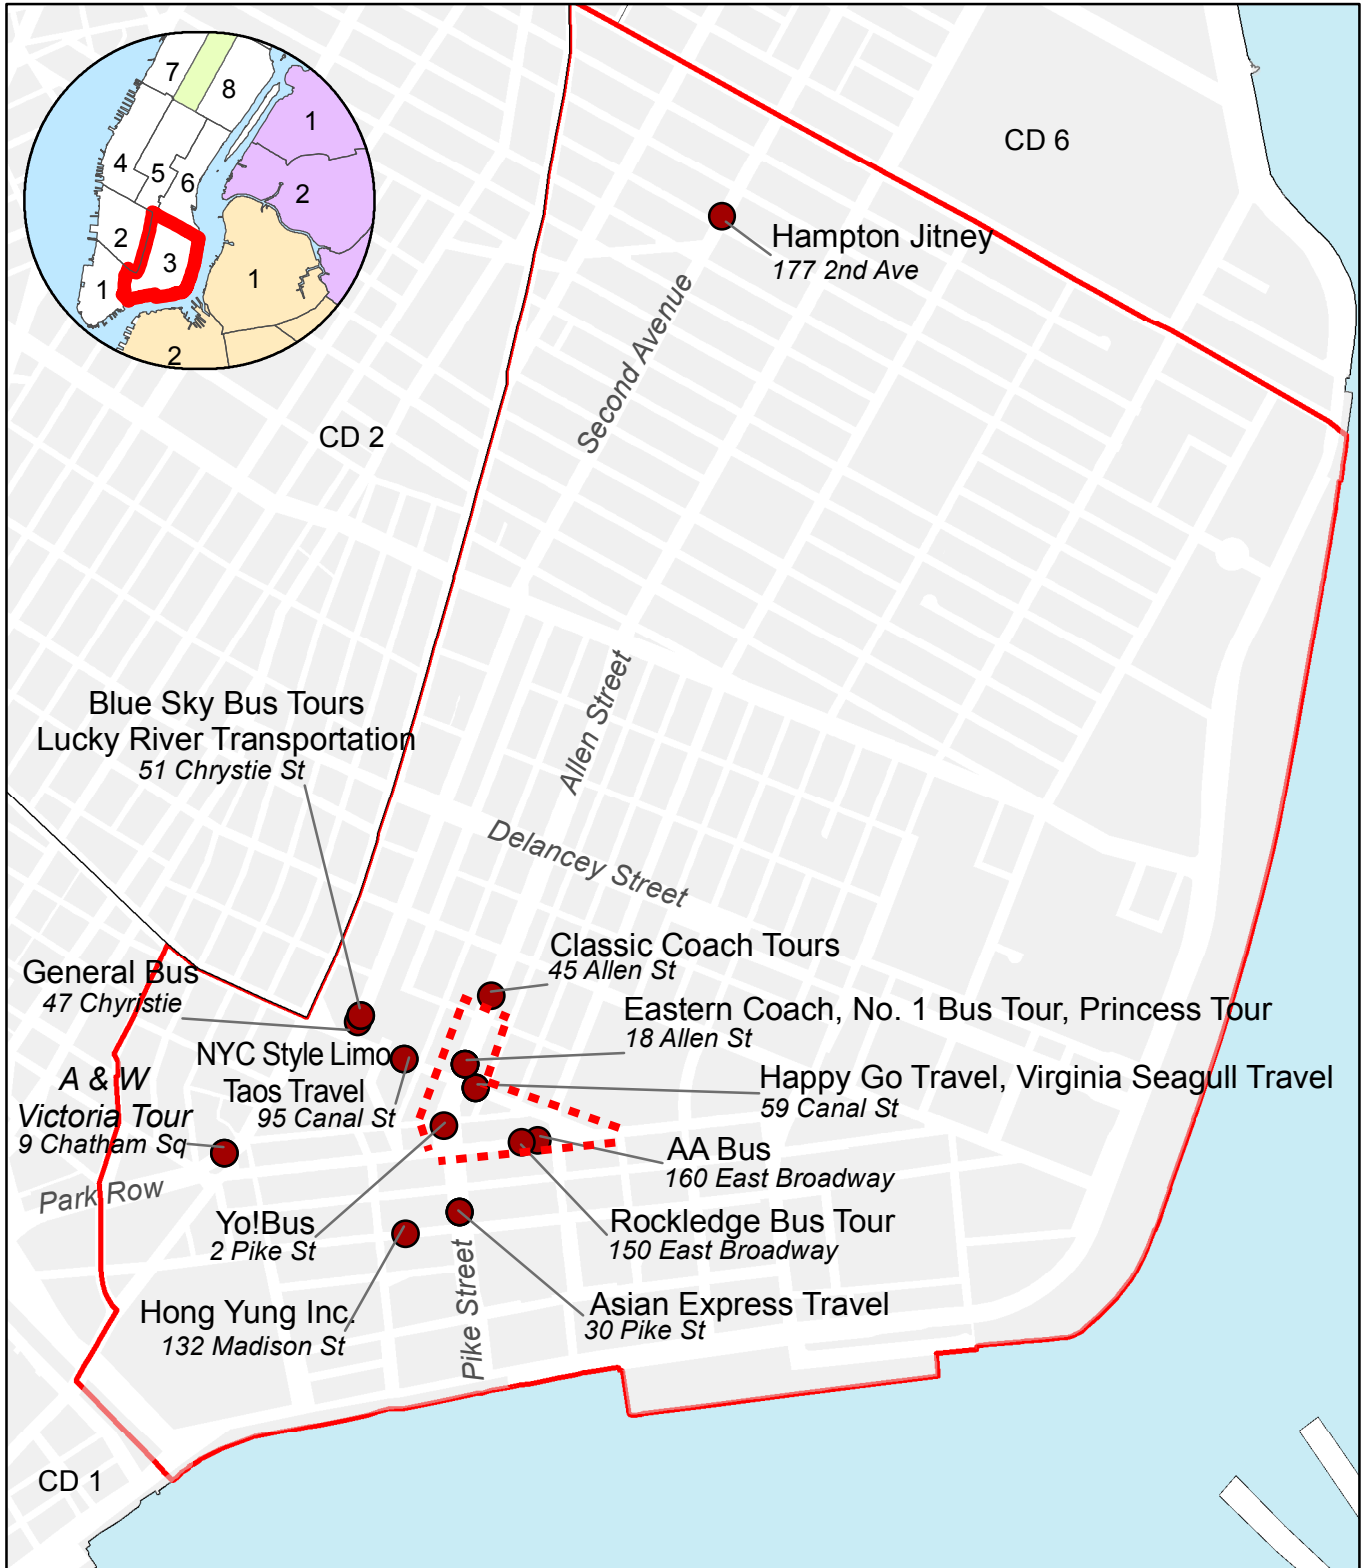 7
8
1
4
5
6
2
2
3
1
1
2
CD 6
Hampton Jitney
177 2nd Ave
Second Avenue
CD 2
Allen Street
Blue Sky Bus Tours
Lucky River Transportation
51 Chrystie St
Delancey Street
Classic Coach Tours
45 Allen St
General Bus
47 Chyristie
Eastern Coach, No. 1 Bus Tour, Princess Tour
18 Allen St
NYC Style Limo
Taos Travel
95 Canal St
Happy Go Travel, Virginia Seagull Travel
59 Canal St
A & W
Victoria Tour
9 Chatham Sq
AA Bus
160 East Broadway
Park Row
Yo!Bus
2 Pike St
Rockledge Bus Tour
150 East Broadway
Pike Street
Hong Yung Inc.
132 Madison St
Asian Express Travel
30 Pike St
CD 1